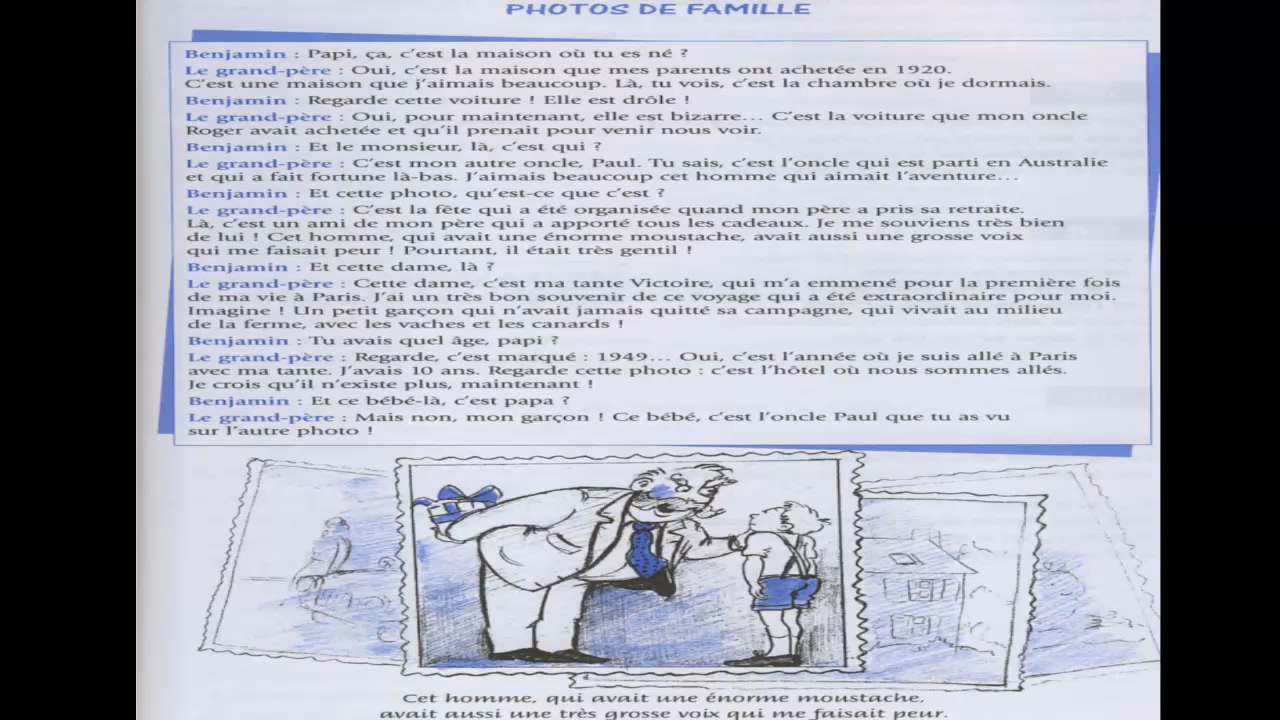 PHOTOS DE FAMILLE
Benjamin : Papi, ça, c'est la maison où tu es né ?
Le grand-père : Oui, c'est la maison que mes parents ont achetée en 1920.
C'est une maison que j'aimais beaucoup. Là, tu vois, c'est la chambre où je dormais.
Benjamin : Regarde cette voiture ! Elle est drôle !
Le grand-père : Oui, pour maintenant, elle est bizarre... C'est la voiture que mon oncle
Roger avait achetée et qu'il prenait pour venir nous voir.
Benjamin : Et le monsieur, là, c'est qui ?
Le grand-père : C'est mon autre oncle, Paul. Tu sais, c'est l'oncle qui est parti en Australie
et qui a fait fortune là-bas. J'aimais beaucoup cet homme qui aimait l'aventure...
Benjamin : Et cette photo, qu'est-ce que c'est ?
Le grand-père : C'est la fête qui a été organisée quand mon père a pris sa retraite.
Là, c'est un ami de mon père qui a apporté tous les cadeaux. Je me souviens très bien
de lui ! Cet homme, qui avait une énorme moustache, avait aussi une grosse voix
qui me faisait peur ! Pourtant, il était très gentil !
Benjamin : Et cette dame, là ?
Le grand-père : Cette dame, c'est ma tante Victoire, qui m'a emmené pour la première fois
de ma vie à Paris. J'ai un très bon souvenir de ce voyage qui a été extraordinaire pour moi.
Imagine ! Un petit garçon qui n'avait jamais quitté sa campagne, qui vivait au milieu
de la ferme, avec les vaches et les canards !
Benjamin : Tu avais quel âge, papi ?
Le grand-père : Regarde, c'est marqué : 1949... Oui, c'est l'année où je suis allé à Paris
avec ma tante. J'avais 10 ans. Regarde cette photo : c'est l'hôtel où nous sommes allés.
Je crois qu'il n'existe plus, maintenant !
Benjamin : Et ce bébé-là, c'est papa ?
Le grand-père : Mais non, mon garçon ! Ce bébé, c'est l'oncle Paul que tu as vu
sur l'autre photo !
Cet homme, qui avait une énorme moustache,
avait aussi une très grosse voix qui me faisait peur.